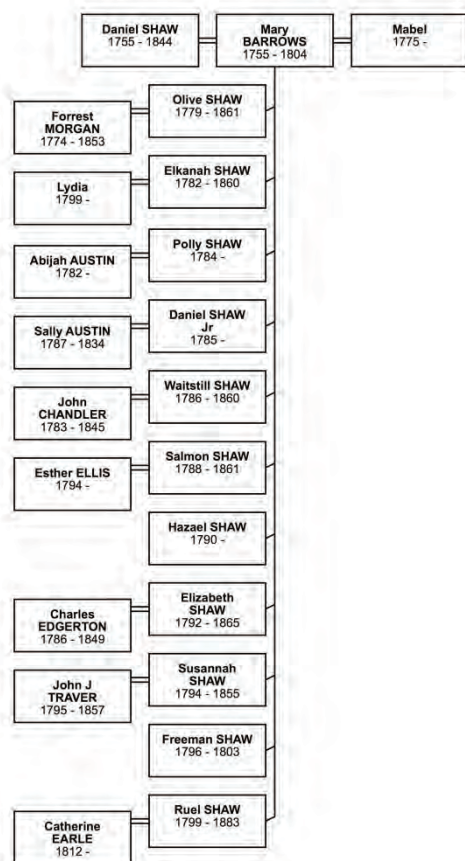 Daniel SHAW
1755 - 1844
Mary
BARROWS
1755 - 1804
Mabel
1775 -
Olive SHAW
1779 - 1861
Forrest
MORGAN
1774 - 1853
Elkanah SHAW
1782 - 1860
Lydia
1799 -
Polly SHAW
1784 -
Abijah AUSTIN
1782 -
Daniel SHAW
Jr
1785 -
Sally AUSTIN
1787 - 1834
Waitstill SHAW
1786 - 1860
John
CHANDLER
1783 - 1845
Salmon SHAW
1788 - 1861
Esther ELLIS
1794 -
Hazael SHAW
1790 -
Elizabeth
SHAW
1792 - 1865
Charles
EDGERTON
1786 - 1849
Susannah
SHAW
1794 - 1855
John J
TRAVER
1795 - 1857
Freeman SHAW
1796 - 1803
Ruel SHAW
1799 - 1883
Catherine
EARLE
1812 -